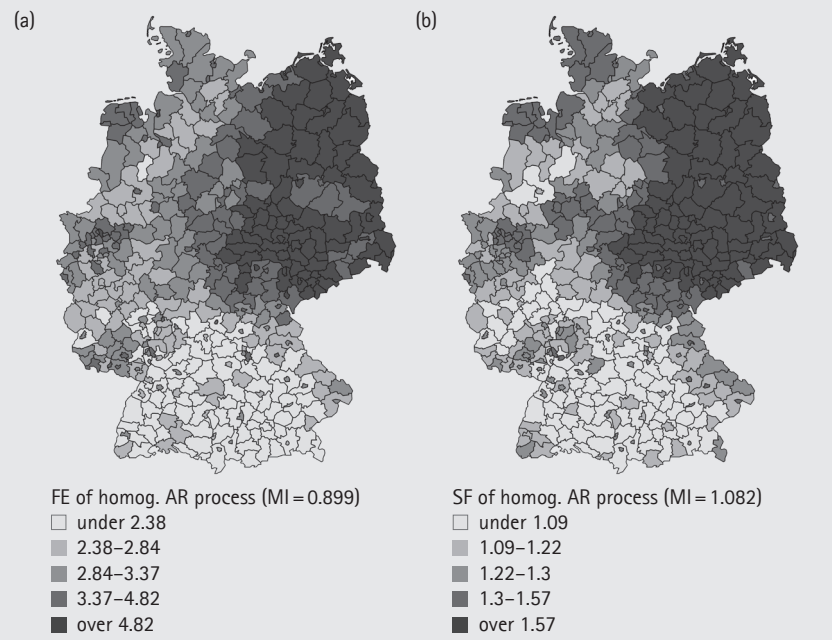 (a)
FE of homog. AR process (MI = 0.899)
under 2.38
2.38–2.84
2.84–3.37
3.37–4.82
over 4.82
(b)
SF of homog. AR process (MI = 1.082)
under 1.09
1.09–1.22
1.22–1.3
1.3–1.57
over 1.57